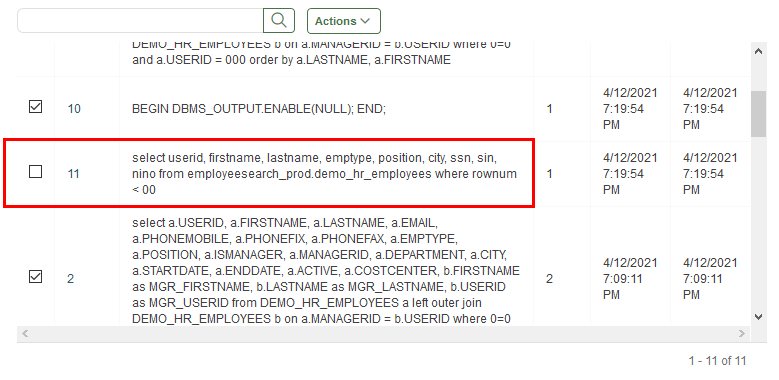 Actions
DEMO_HR_EMPLOYEES b on a.MANAGERID = b.USERID where 0=0
and a.USERID = 000 order by a.LASTNAME, a.FIRSTNAME
10
BEGIN DBMS_OUTPUT.ENABLE(NULL); END;
1
4/12/2021
7:19:54
PM
4/12/2021
7:19:54
PM
11
select userid, firstname, lastname, emptype, position, city, ssn, sin,
nino from employeesearch_prod.demo_hr_employees where rownum
< 00
1
4/12/2021
7:19:54
PM
4/12/2021
7:19:54
PM
2
select a.USERID, a.FIRSTNAME, a.LASTNAME, a.EMAIL,
a.PHONEMOBILE, a.PHONEFIX, a.PHONEFAX, a.EMPTYPE,
a.POSITION, a.ISMANAGER, a.MANAGERID, a.DEPARTMENT, a.CITY,
a.STARTDATE, a.ENDDATE, a.ACTIVE, a.COSTCENTER, b.FIRSTNAME
as MGR_FIRSTNAME, b.LASTNAME as MGR_LASTNAME, b.USERID
as MGR_USERID from DEMO_HR_EMPLOYEES a left outer join
DEMO_HR_EMPLOYEES b on a.MANAGERID = b.USERID where 0=0
2
4/12/2021
7:09:11
PM
4/12/2021
7:09:11
PM
1 - 11 of 11